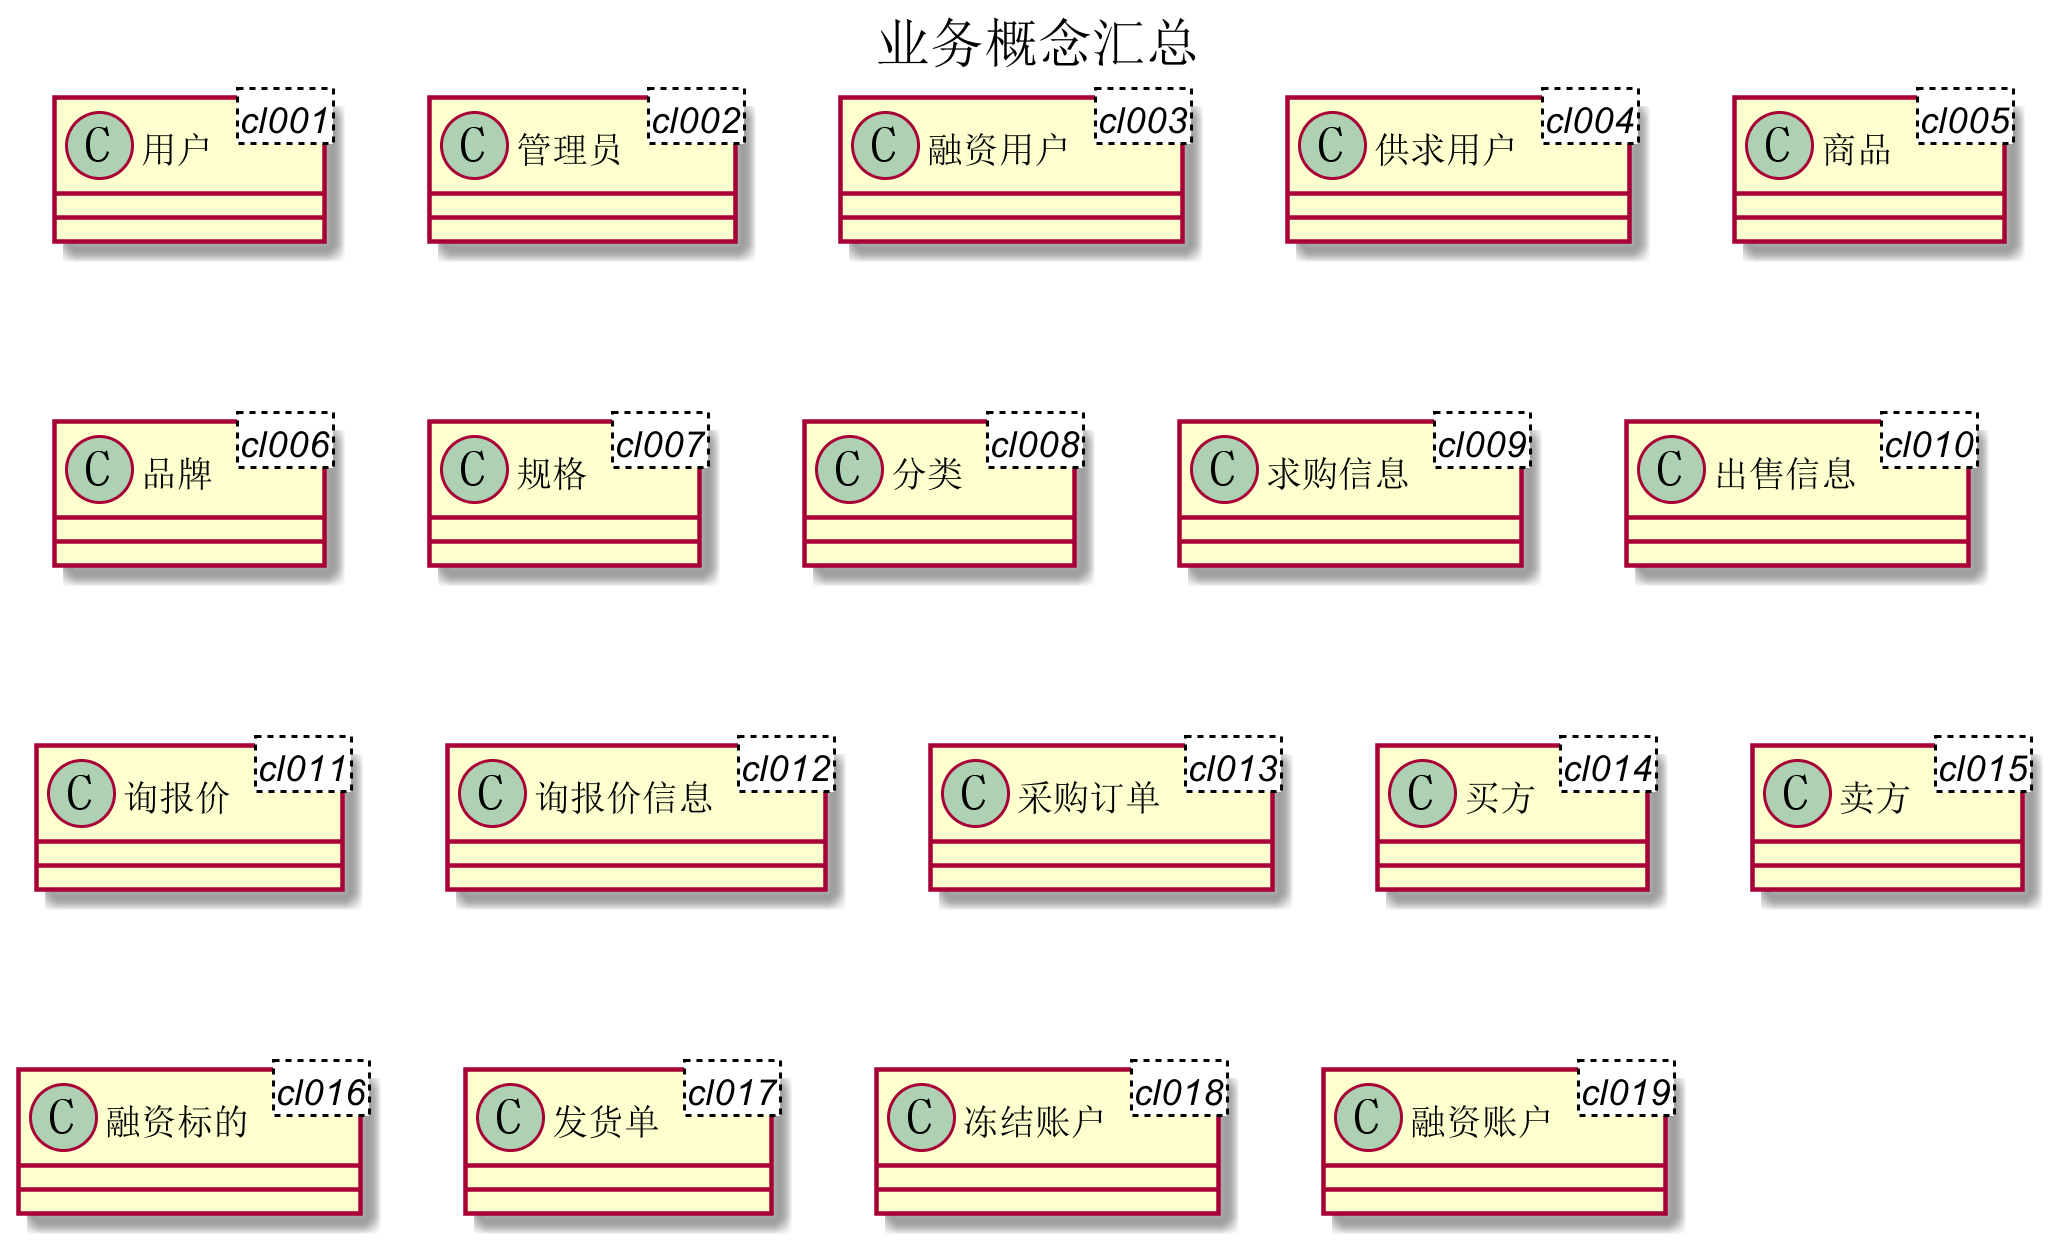 业务概念汇总
C 用户 cl001
C 管理员 cl002
C 融资用户 cl003
C 供求用户 cl004
C 商品 cl005
C 品牌 cl006
C 规格 cl007
C 分类 cl008
C 求购信息 cl009
C 出售信息 cl010
C 询报价 cl011
C 询报价信息 cl012
C 采购订单 cl013
C 买方 cl014
C 卖方 cl015
C 融资标的 cl016
C 发货单 cl017
C 冻结账户 cl018
C 融资账户 cl019